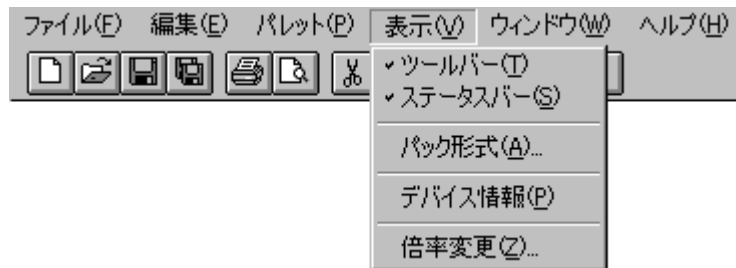 ファイル(F) 編集(E) パレット(P) 表示(V) ウィンドウ(W) ヘルプ(H)
ツールバー(T)
ステータスバー(S)
パック形式(A)...
デバイス情報(P)
倍率変更(Z)...